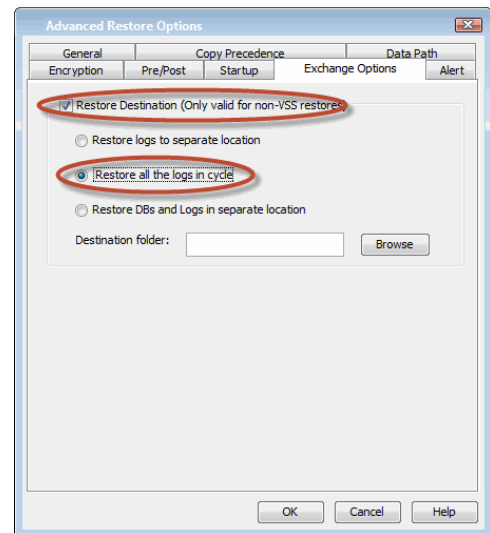 Advanced Restore Options
General Copy Precedence Data Path
Encryption Pre/Post Startup Exchange Options Alert
Restore Destination (Only valid for non-VSS restores)
Restore logs to separate location
Restore all the logs in cycle
Restore DBs and Logs in separate location
Destination folder: Browse
OK Cancel Help